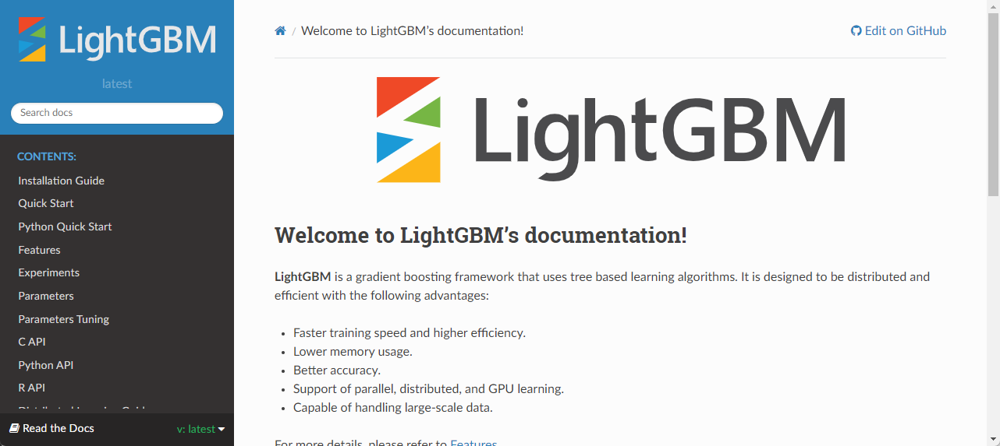 LightGBM
latest
Search docs
CONTENTS:
Installation Guide
Quick Start
Python Quick Start
Features
Experiments
Parameters
Parameters Tuning
C API
Python API
R API
Read the Docs
v: latest
/ Welcome to LightGBM’s documentation!
Edit on GitHub
LightGBM
Welcome to LightGBM’s documentation!
LightGBM is a gradient boosting framework that uses tree based learning algorithms. It is designed to be distributed and
efficient with the following advantages:
• Faster training speed and higher efficiency.
• Lower memory usage.
• Better accuracy.
• Support of parallel, distributed, and GPU learning.
• Capable of handling large-scale data.
For more details, please refer to Features.